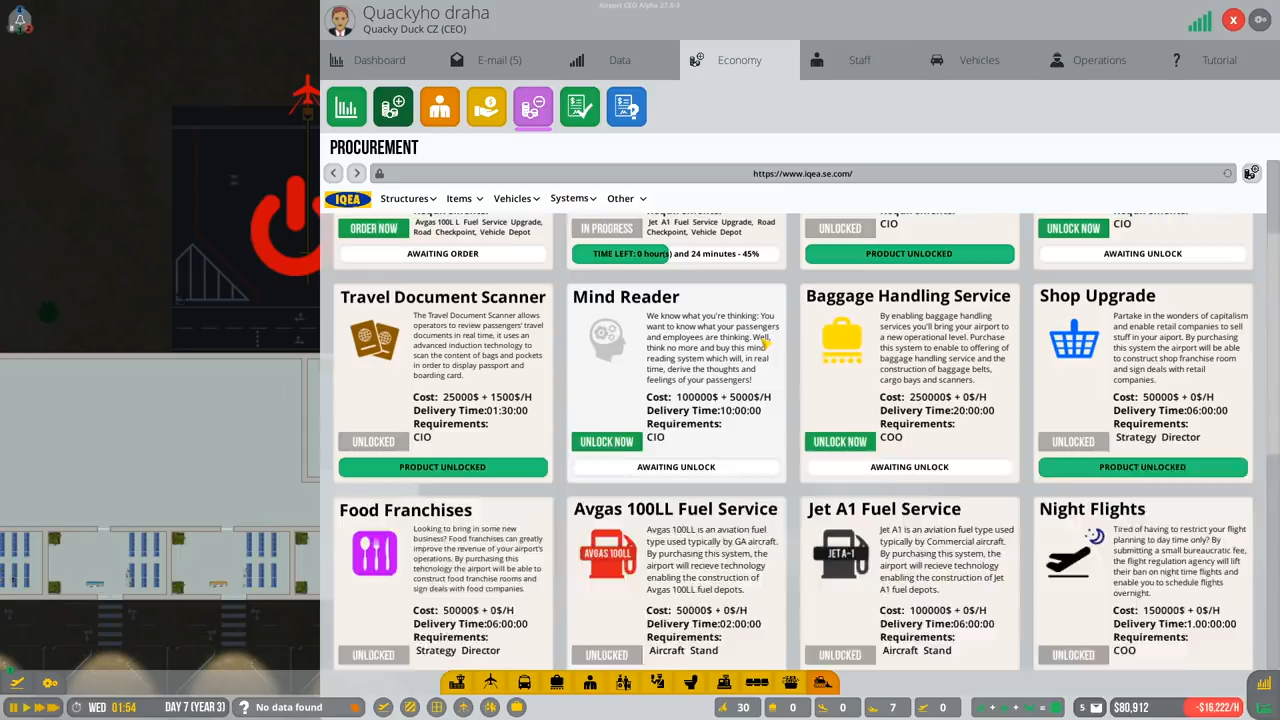 Airport CEO Alpha 27.8-3
Quackyho draha
Quacky Duck CZ (CEO)
Dashboard
E-mail (5)
Data
Economy
Staff
Vehicles
Operations
Tutorial
PROCUREMENT
https://www.iqea.se.com/
IQEA
Structures
Items
Vehicles
Systems
Other
ORDER NOW
Avgas 100L L Fuel Service Upgrade,
Road Checkpoint, Vehicle Depot
AWAITING ORDER
IN PROGRESS
Jet A1 Fuel Service Upgrade, Road
Checkpoint, Vehicle Depot
TIME LEFT: 0 hour(s) and 24 minutes - 45%
UNLOCKED
CIO
PRODUCT UNLOCKED
UNLOCK NOW
CIO
AWAITING UNLOCK
Travel Document Scanner
The Travel Document Scanner allows
operators to review passengers' travel
documents in real time, it uses an
advanced induction technology to
scan the content of bags and pockets
in order to display passport and
boarding card.
Cost: 25000$ + 1500$/H
Delivery Time:01:30:00
Requirements:
UNLOCKED
CIO
PRODUCT UNLOCKED
Mind Reader
We know what you're thinking: You
want to know what your passengers
and employees are thinking. Well,
think no more and buy this mind
reading system which will, in real
time, derive the thoughts and
feelings of your passengers!
Cost: 100000$ + 5000$/H
Delivery Time:10:00:00
Requirements:
UNLOCK NOW
CIO
AWAITING UNLOCK
Baggage Handling Service
By enabling baggage handling
services you'll bring your airport to
a new operational level. Purchase
this system to enable to offering of
baggage handling service and the
construction of baggage belts,
cargo bays and scanners.
Cost: 250000$ + 0$/H
Delivery Time:20:00:00
Requirements:
UNLOCK NOW
COO
AWAITING UNLOCK
Shop Upgrade
Partake in the wonders of capitalism
and enable retail companies to sell
stuff in your airport. By purchasing
this system the airport will be able
to construct shop franchise room
and sign deals with retail
companies.
Cost: 50000$ + 0$/H
Delivery Time:06:00:00
Requirements:
UNLOCKED
Strategy Director
PRODUCT UNLOCKED
Food Franchises
Looking to bring in some new
business? Food franchises can greatly
improve the revenue of your airport's
operations. By purchasing this
technology the airport will be able to
construct food franchise rooms and
sign deals with food companies.
Cost: 50000$ + 0$/H
Delivery Time:06:00:00
Requirements:
UNLOCKED
Strategy Director
Avgas 100LL Fuel Service
AVGAS 100LL
Avgas 100LL is an aviation fuel
type used typically by GA aircraft.
By purchasing this system, the
airport will recieve technology
enabling the construction of
Avgas 100LL fuel depots.
Cost: 50000$ + 0$/H
Delivery Time:02:00:00
Requirements:
UNLOCKED
Aircraft Stand
Jet A1 Fuel Service
JET A-1
Jet A1 is an aviation fuel type used
typically by Commercial aircraft.
By purchasing this system, the
airport will recieve technology
enabling the construction of Jet
A1 fuel depots.
Cost: 100000$ + 0$/H
Delivery Time:06:00:00
Requirements:
UNLOCKED
Aircraft Stand
Night Flights
Tired of having to restrict your flight
planning to day time only? By
submitting a small bureaucratic fee,
the flight regulation agency will lift
their ban on night time flights and
enable you to schedule flights
overnight.
Cost: 150000$ + 0$/H
Delivery Time:1.00:00:00
Requirements:
UNLOCKED
COO
WED 01:54
DAY 7 (YEAR 3)
? No data found
30
0
0
7
0
5
$80,912
-$16,222/H